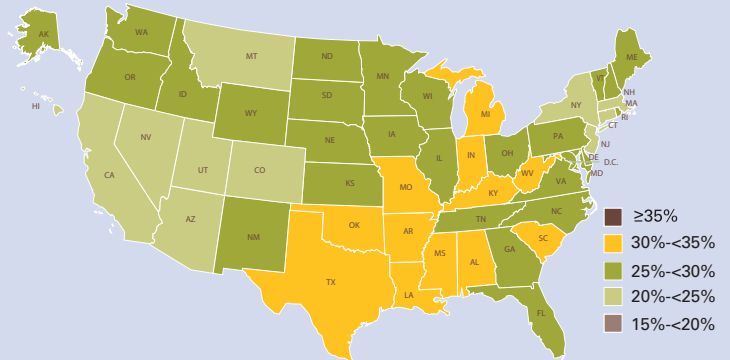 AK
WA
MT
ND
MN
ME
OR
ID
WY
SD
WI
MI
VT
NH
NY
MA
RI
CT
HI
NV
UT
CO
NE
IA
IL
IN
OH
PA
NJ
DE
D.C.
MD
CA
KS
MO
KY
WV
VA
AZ
NM
OK
AR
TN
NC
TX
LA
MS
AL
GA
SC
FL
≥35%
30%-<35%
25%-<30%
20%-<25%
15%-<20%